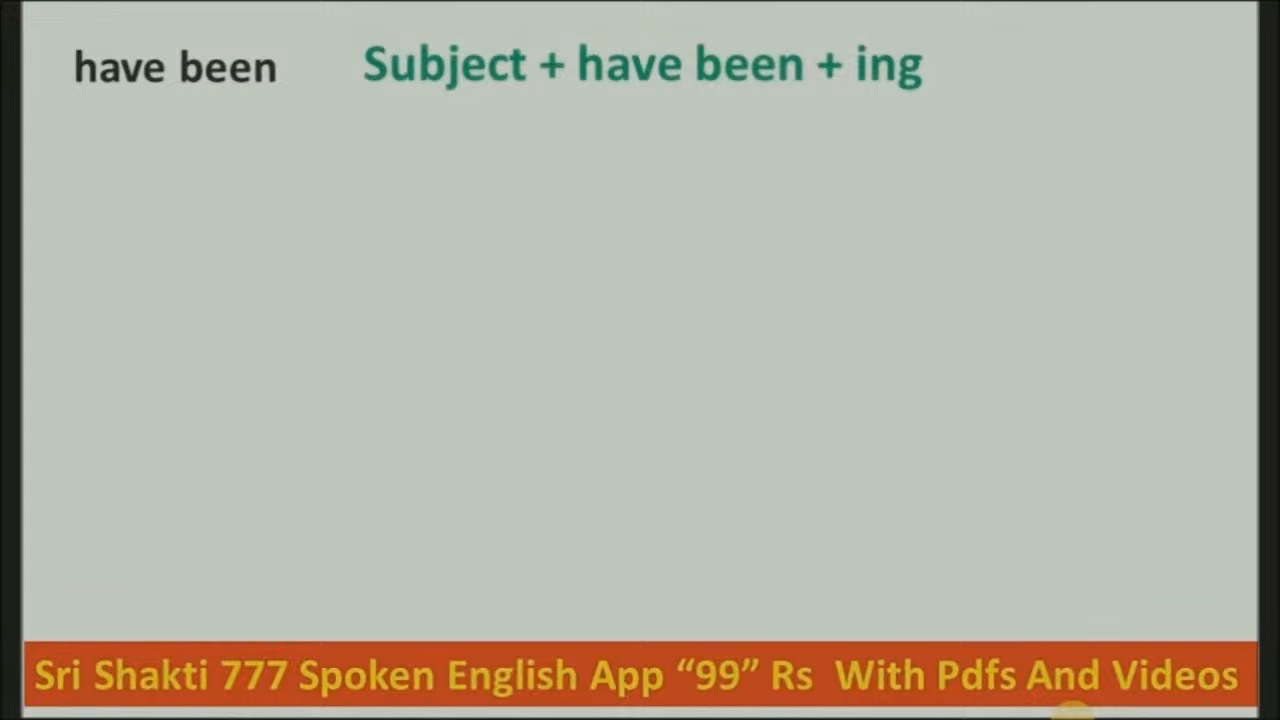 have been Subject + have been + ing
Sri Shakti 777 Spoken English App “99” Rs With Pdfs And Videos